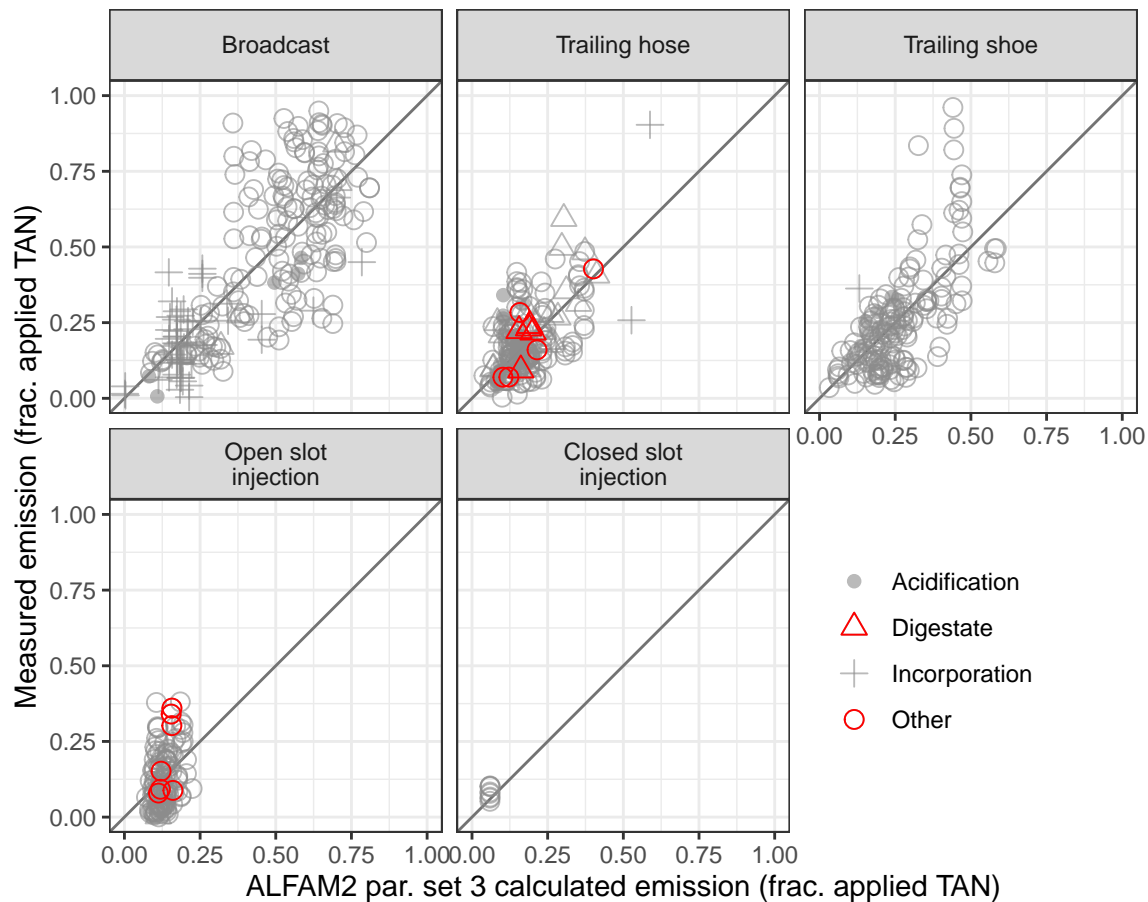 Broadcast
Trailing hose
Trailing shoe
1.00
0.75
0.50
0.25
0.00
0.00 0.25 0.50 0.75 1.00
Open slot
injection
Closed slot
injection
1.00
0.75
0.50
0.25
0.00
0.00 0.25 0.50 0.75 1.00
0.00 0.25 0.50 0.75 1.00
Measured emission (frac. applied TAN)
ALFAM2 par. set 3 calculated emission (frac. applied TAN)
Acidification
Digestate
Incorporation
Other